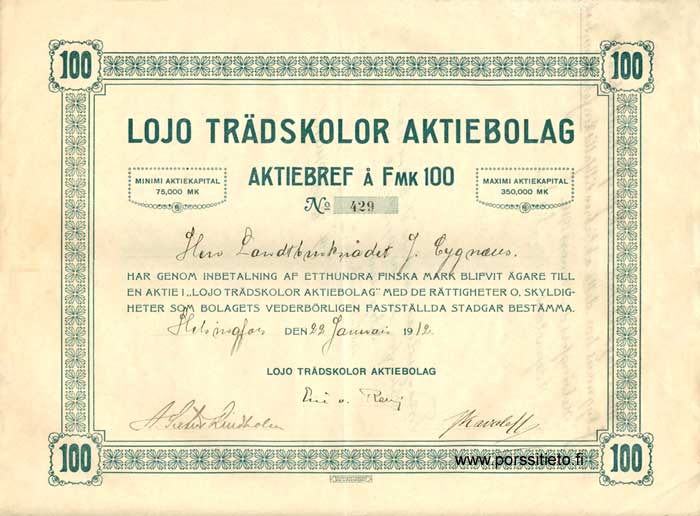 100 100
LOJO TRÄDSKOLOR AKTIEBOLAG
AKTIEBREF Å FMK 100
MINIMI AKTIEKAPITAL
75,000 MK
MAXIMI AKTIEKAPITAL
350,000 MK
No 429
Herr Landtbruksrådet J. Cygnæus.
HAR GENOM INBETALNING AF ETTHUNDRA FINSKA MARK BLIFVIT ÄGARE TILL
EN AKTIE I „LOJO TRÄDSKOLOR AKTIEBOLAG" MED DE RÄTTIGHETER O. SKYLDIG-
HETER SOM BOLAGETS VEDERBÖRLIGEN FASTSTÄLLDA STADGAR BESTÄMMA.
Helsingfors DEN 22 Januari 1912.
LOJO TRÄDSKOLOR AKTIEBOLAG
Lindholm
www.porssitieto.fi
100 100